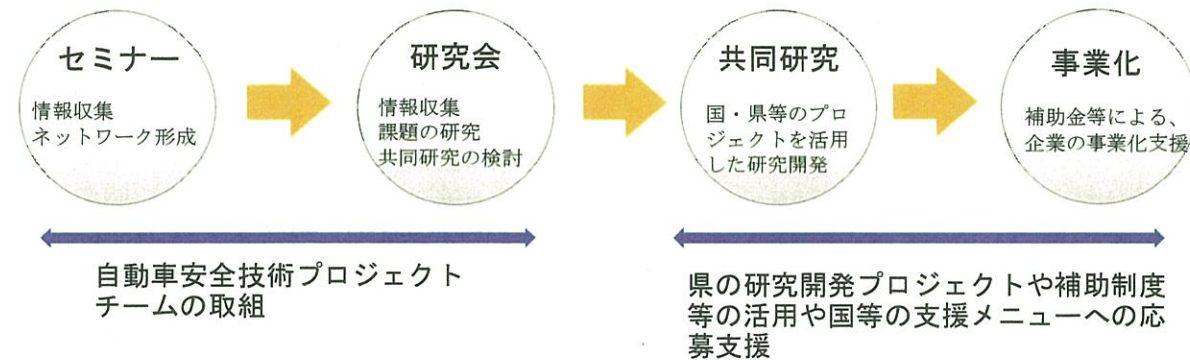 セミナー
情報収集
ネットワーク形成
研究会
情報収集
課題の研究
共同研究の検討
共同研究
国・県等のプロ
ジェクトを活用
した研究開発
事業化
補助金等による、
企業の事業化支援
自動車安全技術プロジェクト
チームの取組
県の研究開発プロジェクトや補助制度
等の活用や国等の支援メニューへの応
募支援